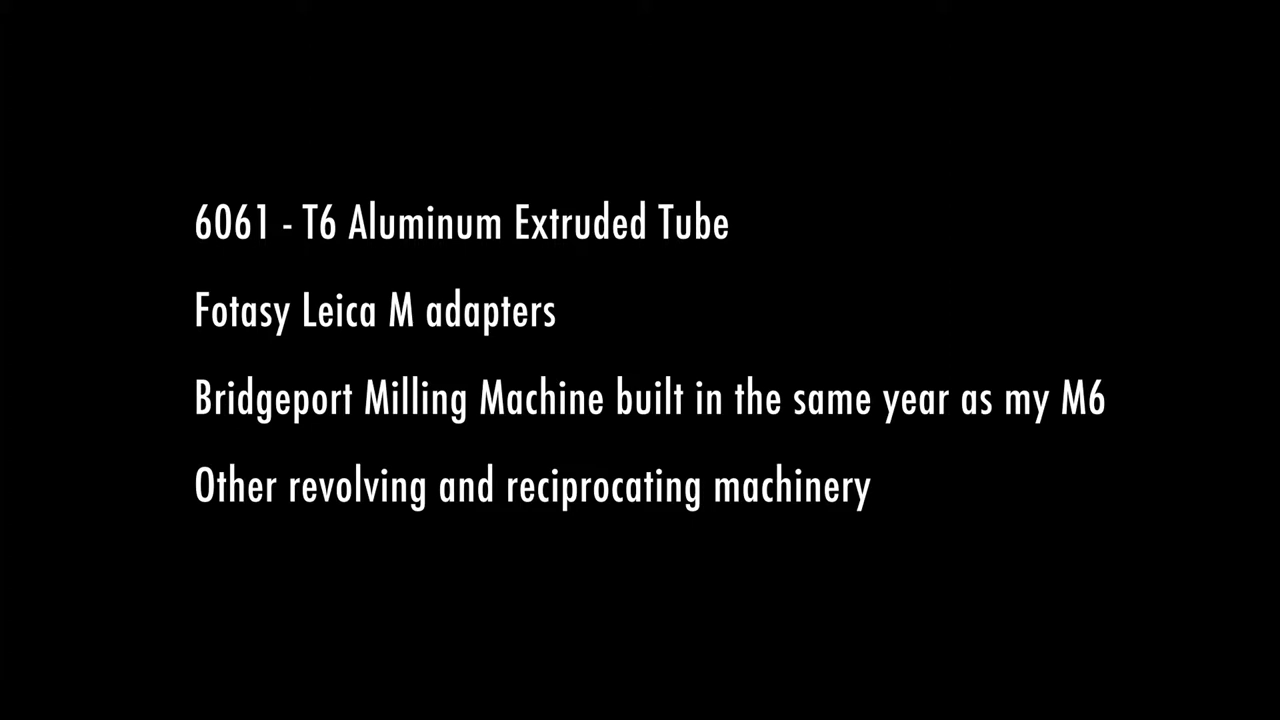 6061 - T6 Aluminum Extruded Tube
Fotasy Leica M adapters
Bridgeport Milling Machine built in the same year as my M6
Other revolving and reciprocating machinery